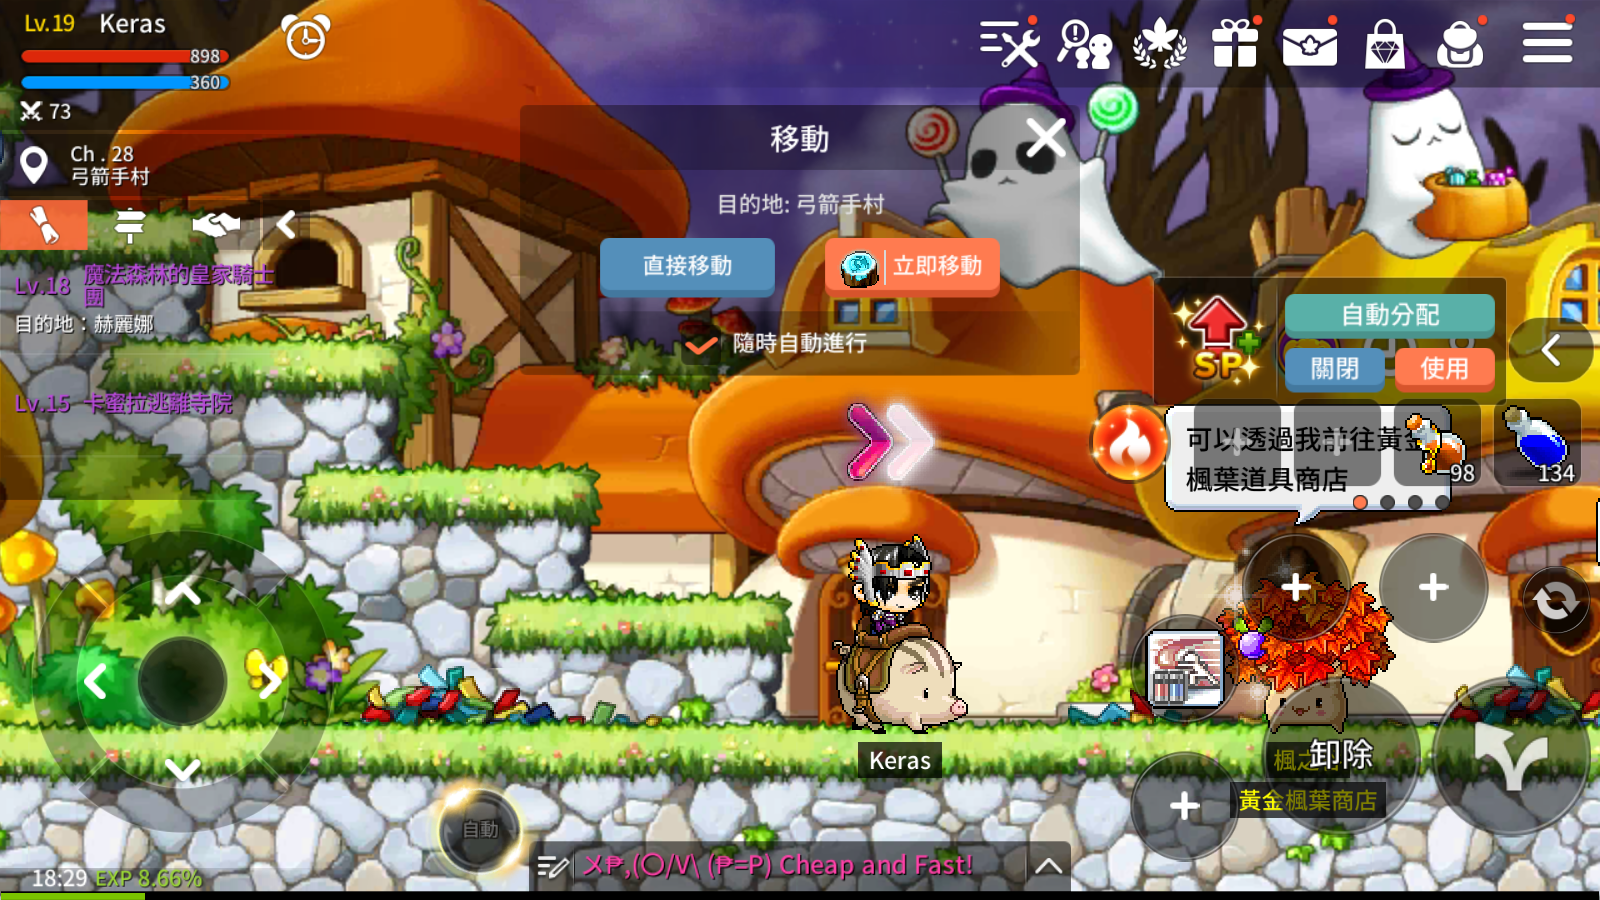 Lv.19 Keras
898
360
73
Ch . 28
弓箭手村
Lv.18 魔法森林的皇家騎士
團
目的地：赫麗娜
Lv.15 卡蜜拉逃離寺院
移動
目的地: 弓箭手村
直接移動
立即移動
隨時自動進行
SP
自動分配
關閉
使用
可以透過我前往黃金
楓葉道具商店
98
134
Keras
卸除
黃金楓葉商店
自動
18:29 EXP 8.66%
乂₱,(〇/V\ (₱=P) Cheap and Fast!